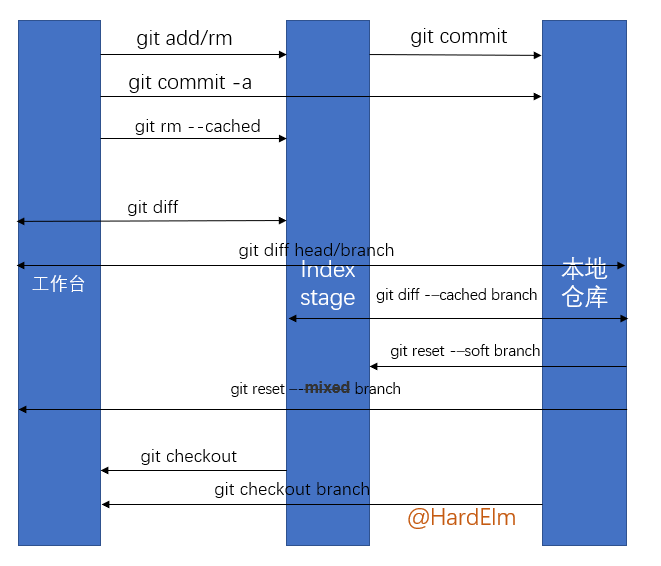 git add/rm
git commit
git commit -a
git rm --cached
git diff
git diff head/branch
工作台
Index
stage
本地
仓库
git diff --cached branch
git reset --soft branch
git reset --mixed branch
git checkout
git checkout branch
@HardElm